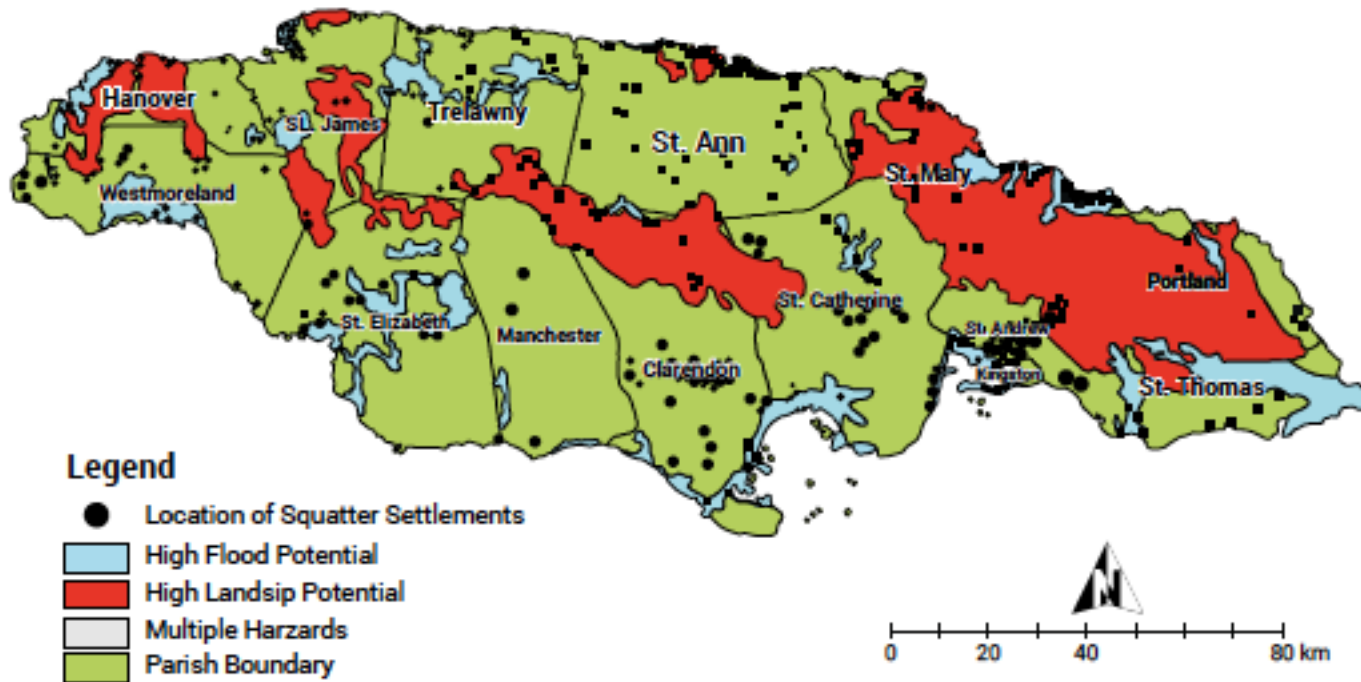 Hanover
St. James
Trelawny
St. Ann
St. Mary
Westmoreland
Portland
St. Catherine
St. Elizabeth
Manchester
St. Andrew
Clarendon
Kingston
St. Thomas
Legend
Location of Squatter Settlements
High Flood Potential
High Landsip Potential
Multiple Harzards
Parish Boundary
N
0 20 40 80 km